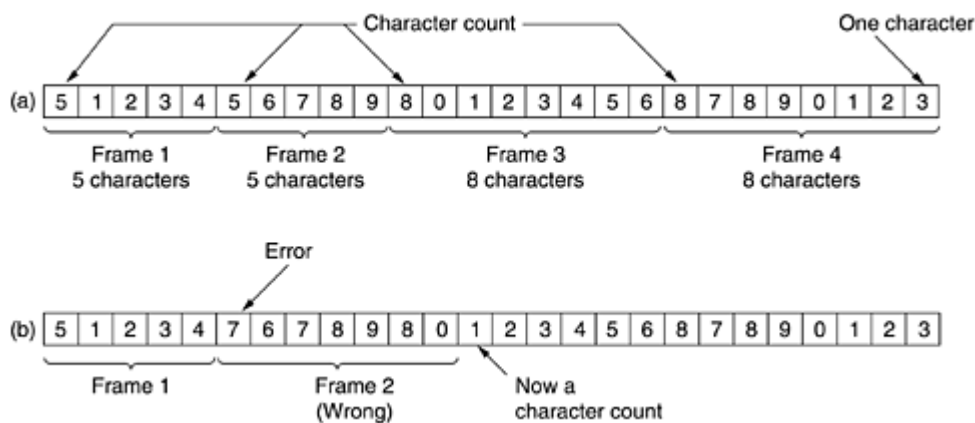 Character count
One character
(a) 5 1 2 3 4 5 6 7 8 9 8 0 1 2 3 4 5 6 8 7 8 9 0 1 2 3
Frame 1
5 characters
Frame 2
5 characters
Frame 3
8 characters
Frame 4
8 characters
Error
(b) 5 1 2 3 4 7 6 7 8 9 8 0 1 2 3 4 5 6 8 7 8 9 0 1 2 3
Frame 1
Frame 2
(Wrong)
Now a
character count